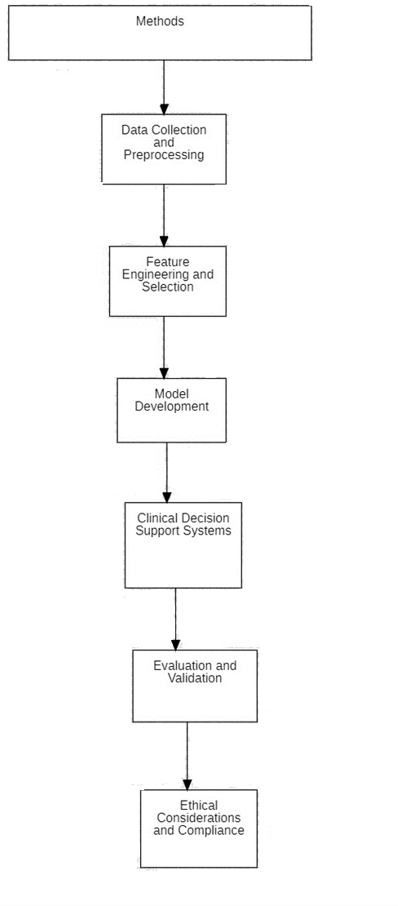 Methods
Data Collection
and
Preprocessing
Feature
Engineering and
Selection
Model
Development
Clinical Decision
Support Systems
Evaluation and
Validation
Ethical
Considerations
and Compliance